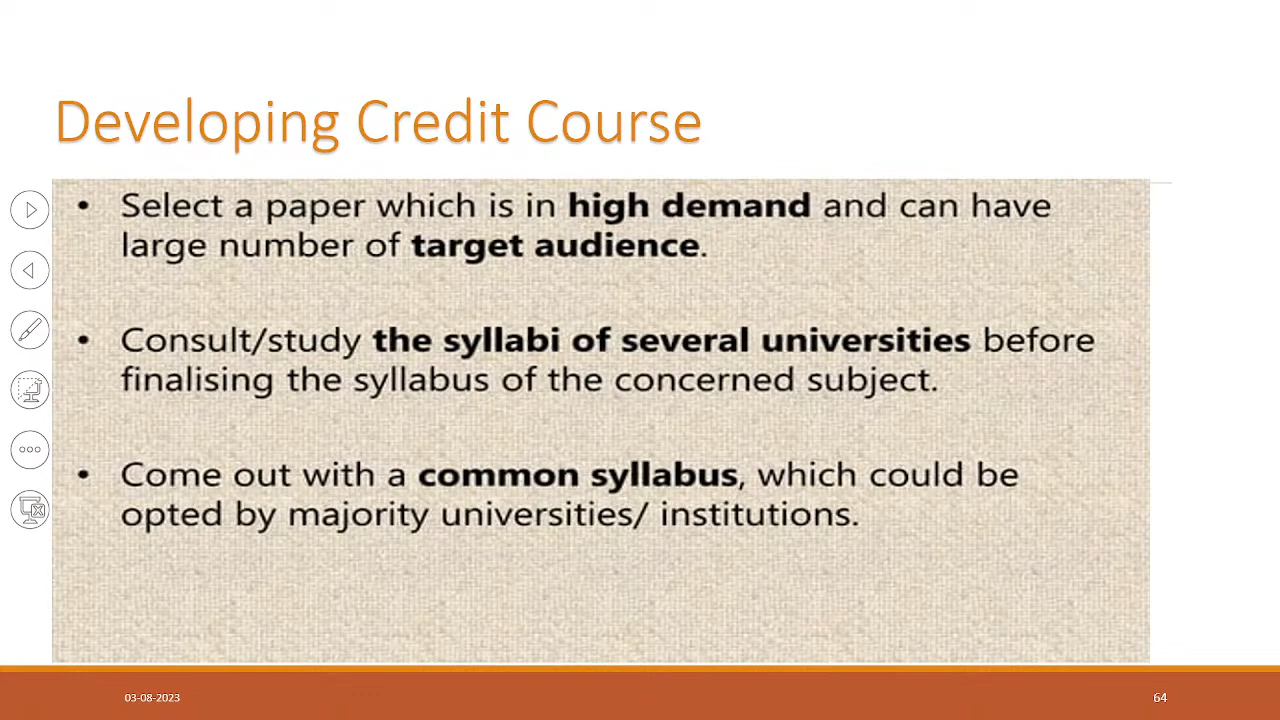 Developing Credit Course
• Select a paper which is in high demand and can have
large number of target audience.
• Consult/study the syllabi of several universities before
finalising the syllabus of the concerned subject.
• Come out with a common syllabus, which could be
opted by majority universities/ institutions.
03-08-2023
64